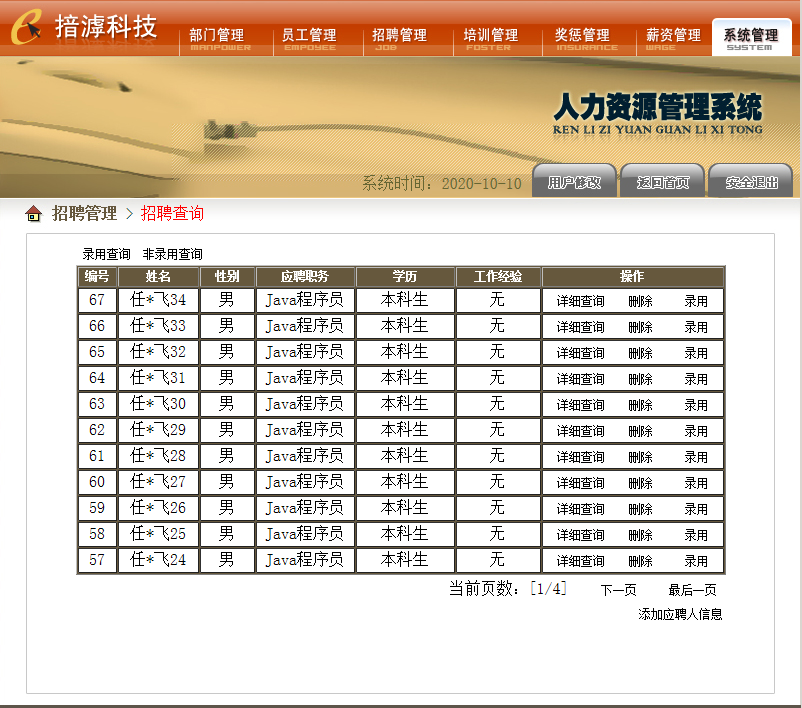 掊滹科技
部门管理 员工管理 招聘管理 培训管理 奖惩管理 薪资管理 系统管理
MANPOWER EMPOYEE JOB FOSTER INSURANCE WAGE SYSTEM
人力资源管理系统
REN LI ZI YUAN GUAN LI XI TONG
系统时间：2020-10-10 用户修改 返回首页 安全退出
招聘管理 > 招聘查询
录用查询 非录用查询
编号 姓名 性别 应聘职务 学历 工作经验 操作
67 任*飞34 男 Java程序员 本科生 无 详细查询 删除 录用
66 任*飞33 男 Java程序员 本科生 无 详细查询 删除 录用
65 任*飞32 男 Java程序员 本科生 无 详细查询 删除 录用
64 任*飞31 男 Java程序员 本科生 无 详细查询 删除 录用
63 任*飞30 男 Java程序员 本科生 无 详细查询 删除 录用
62 任*飞29 男 Java程序员 本科生 无 详细查询 删除 录用
61 任*飞28 男 Java程序员 本科生 无 详细查询 删除 录用
60 任*飞27 男 Java程序员 本科生 无 详细查询 删除 录用
59 任*飞26 男 Java程序员 本科生 无 详细查询 删除 录用
58 任*飞25 男 Java程序员 本科生 无 详细查询 删除 录用
57 任*飞24 男 Java程序员 本科生 无 详细查询 删除 录用
当前页数：[1/4] 下一页 最后一页
添加应聘人信息